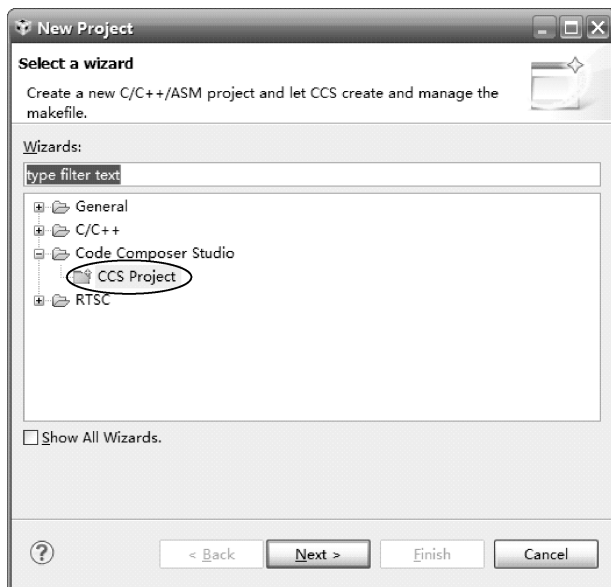 New Project
Select a wizard
Create a new C/C++/ASM project and let CCS create and manage the
makefile.
Wizards:
type filter text
General
C/C++
Code Composer Studio
CCS Project
RTSC
Show All Wizards.
?
< Back
Next >
Finish
Cancel